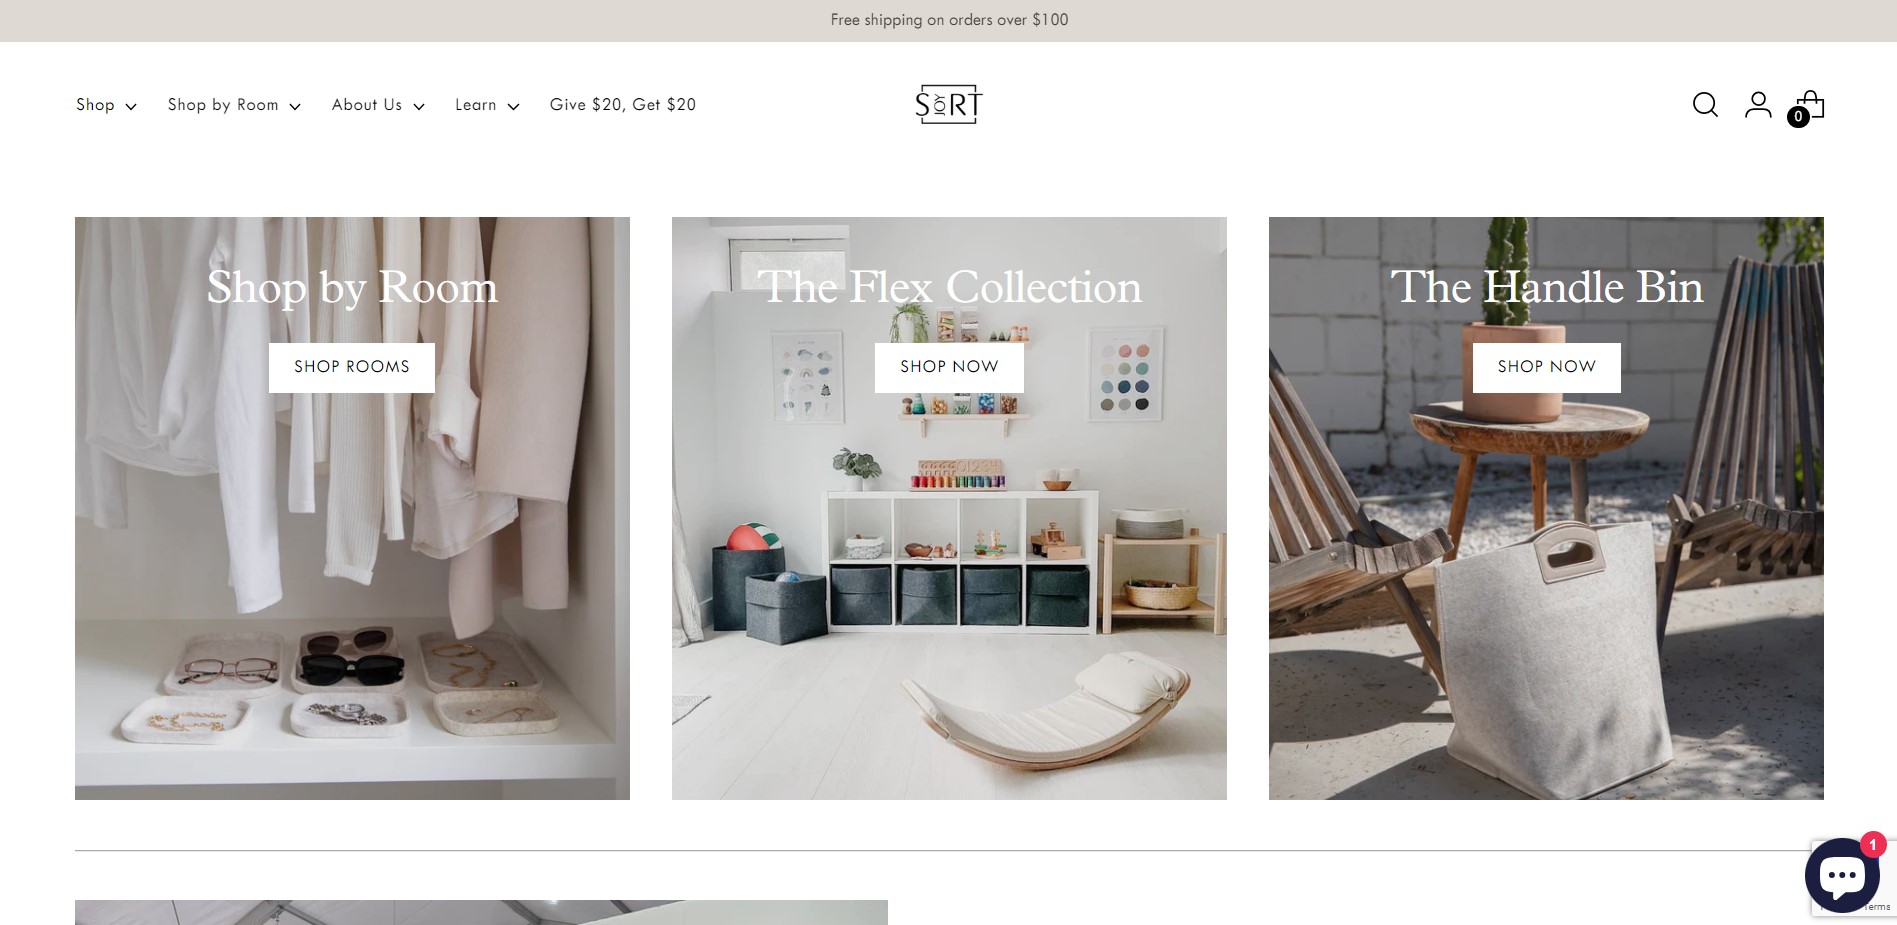 Free shipping on orders over $100
Shop
Shop by Room
About Us
Learn
Give $20, Get $20
SORT JOY
0
Shop by Room
SHOP ROOMS
The Flex Collection
SHOP NOW
The Handle Bin
SHOP NOW
1
Terms